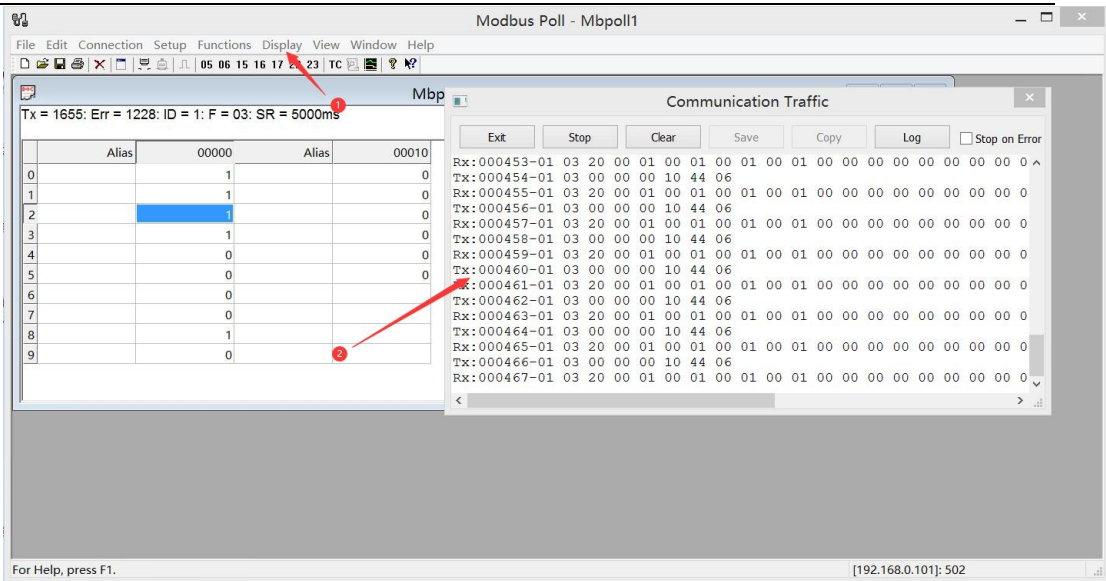 Modbus Poll - Mbpoll1
File Edit Connection Setup Functions Display View Window Help
05 06 15 16 17 22 23 TC
Mbp
Tx = 1655: Err = 1228: ID = 1: F = 03: SR = 5000ms
Alias 00000 Alias 00010
0 1 0
1 1 0
2 1 0
3 1 0
4 0 0
5 0 0
6 0
7 0
8 1
9 0
1
2
Communication Traffic
Exit Stop Clear Save Copy Log Stop on Error
Rx:000453-01 03 20 00 01 00 01 00 01 00 01 00 00 00 00 00 00 00 0
Tx:000454-01 03 00 00 00 10 44 06
Rx:000455-01 03 20 00 01 00 01 00 01 00 01 00 00 00 00 00 00 00 0
Tx:000456-01 03 00 00 00 10 44 06
Rx:000457-01 03 20 00 01 00 01 00 01 00 01 00 00 00 00 00 00 00 0
Tx:000458-01 03 00 00 00 10 44 06
Rx:000459-01 03 20 00 01 00 01 00 01 00 01 00 00 00 00 00 00 00 0
Tx:000460-01 03 00 00 00 10 44 06
Rx:000461-01 03 20 00 01 00 01 00 01 00 01 00 00 00 00 00 00 00 0
Tx:000462-01 03 00 00 00 10 44 06
Rx:000463-01 03 20 00 01 00 01 00 01 00 01 00 00 00 00 00 00 00 0
Tx:000464-01 03 00 00 00 10 44 06
Rx:000465-01 03 20 00 01 00 01 00 01 00 01 00 00 00 00 00 00 00 0
Tx:000466-01 03 00 00 00 10 44 06
Rx:000467-01 03 20 00 01 00 01 00 01 00 01 00 00 00 00 00 00 00 0
For Help, press F1.
[192.168.0.101]: 502